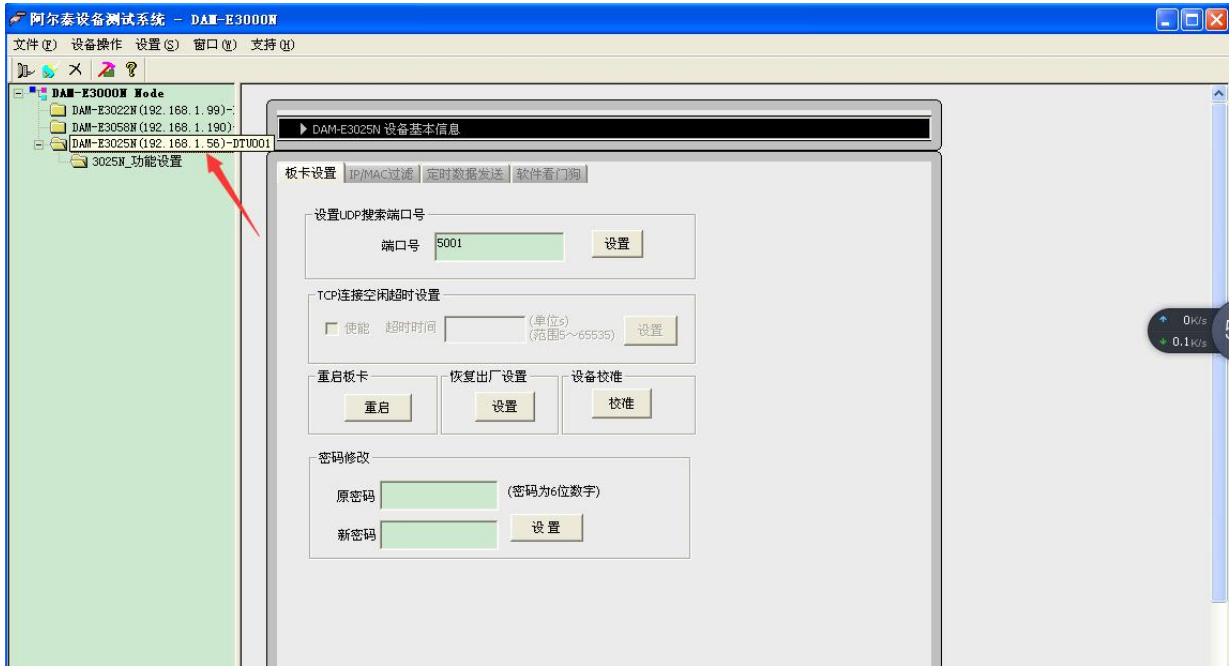 阿尔泰设备测试系统 - DAM-E3000N
文件(F) 设备操作 设置(S) 窗口(W) 支持(H)
DAM-E3000N Node
DAM-E3022N(192.168.1.99)-
DAM-E3058N(192.168.1.190)-
DAM-E3025N(192.168.1.56)-DTU001
3025N_功能设置
DAM-E3025N 设备基本信息
板卡设置 IP/MAC过滤 定时数据发送 软件看门狗
设置UDP搜索端口号
端口号 5001 设置
TCP连接空闲超时设置
使能 超时时间 (单位s) 设置
(范围5～65535)
重启板卡 恢复出厂设置 设备校准
重启 设置 校准
密码修改
原密码 (密码为6位数字)
新密码 设 置
0K/s
0.1K/s